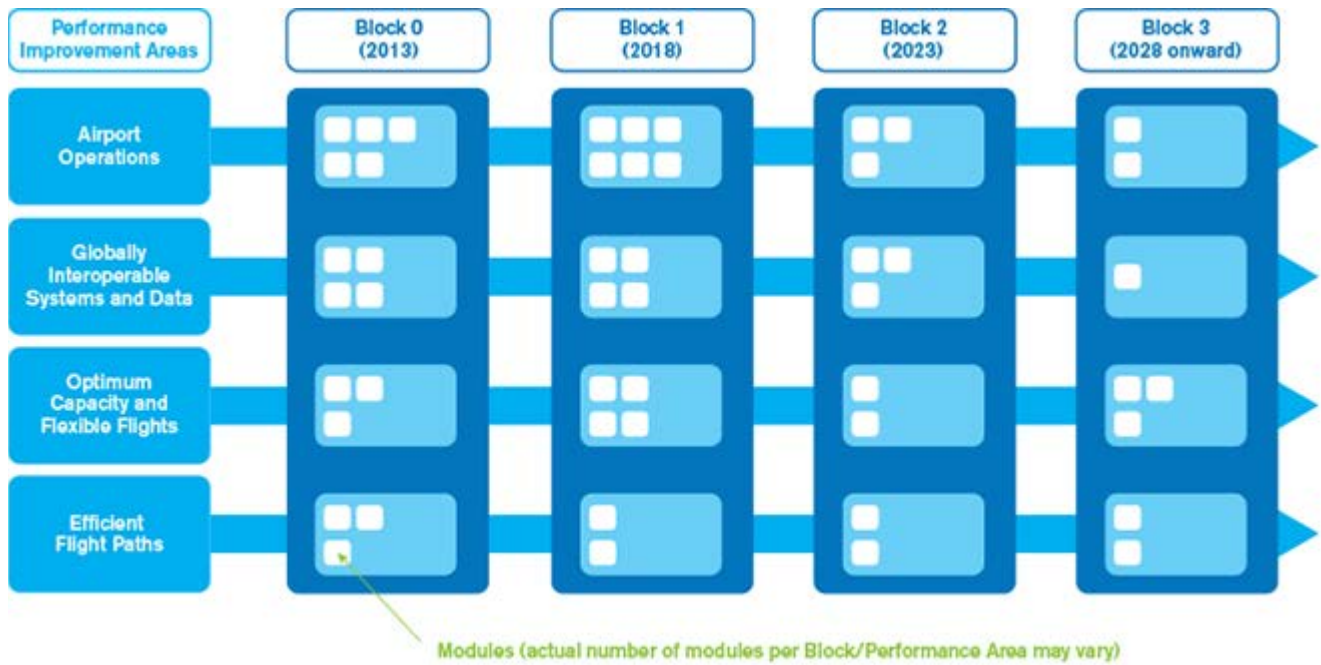 Performance
Improvement Areas
Block 0
(2013)
Block 1
(2018)
Block 2
(2023)
Block 3
(2028 onward)
Airport
Operations
Globally
Interoperable
Systems and Data
Optimum
Capacity and
Flexible Flights
Efficient
Flight Paths
Modules (actual number of modules per Block/Performance Area may vary)